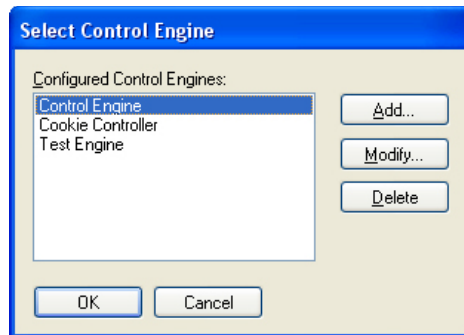 Select Control Engine
Configured Control Engines:
Control Engine
Cookie Controller
Test Engine
Add...
Modify...
Delete
OK
Cancel